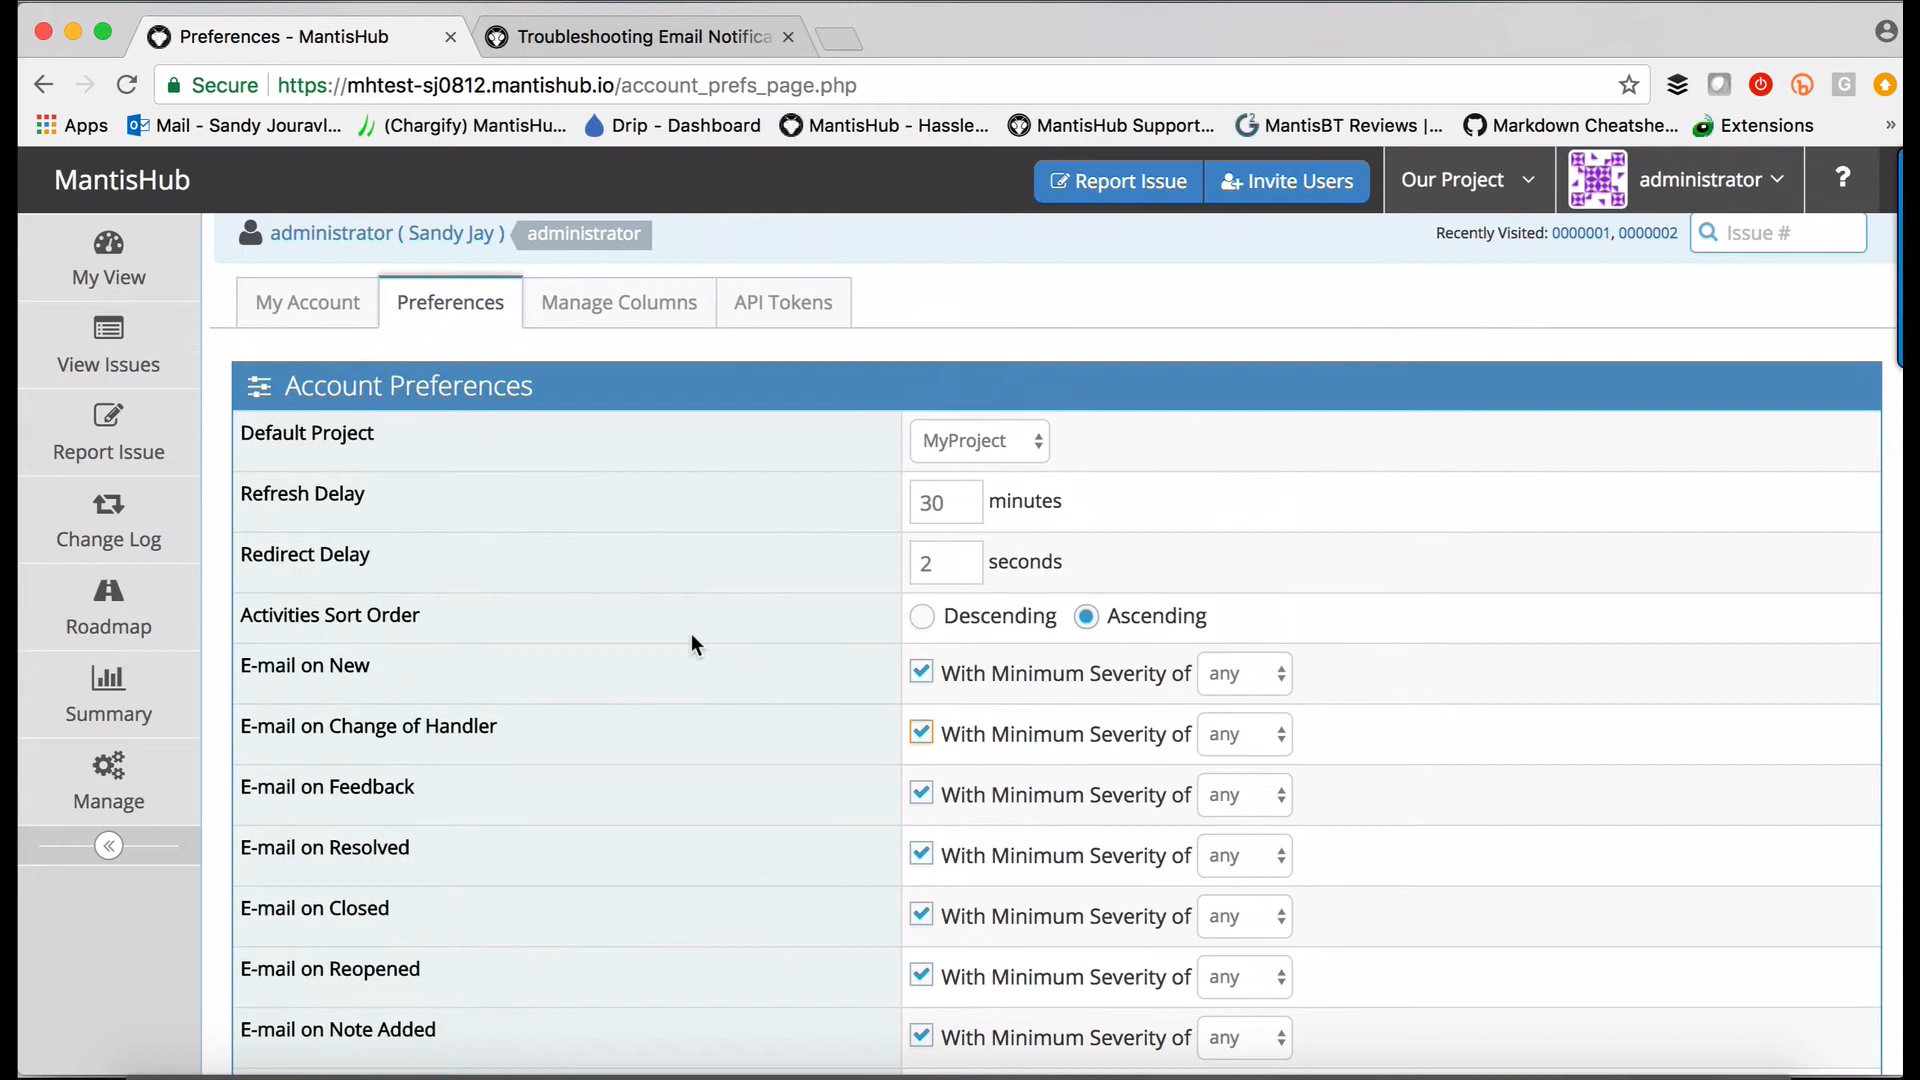 Preferences - MantisHub
Troubleshooting Email Notifica
Secure https://mhtest-sj0812.mantishub.io/account_prefs_page.php
Apps Mail - Sandy Jouravl... (Chargify) MantisHu... Drip - Dashboard MantisHub - Hassle... MantisHub Support... MantisBT Reviews |... Markdown Cheatshe... Extensions »
MantisHub Report Issue Invite Users Our Project administrator ?
administrator ( Sandy Jay ) administrator Recently Visited: 0000001, 0000002 Issue #
My View
View Issues
Report Issue
Change Log
Roadmap
Summary
Manage
My Account Preferences Manage Columns API Tokens
Account Preferences
Default Project MyProject
Refresh Delay 30 minutes
Redirect Delay 2 seconds
Activities Sort Order Descending Ascending
E-mail on New With Minimum Severity of any
E-mail on Change of Handler With Minimum Severity of any
E-mail on Feedback With Minimum Severity of any
E-mail on Resolved With Minimum Severity of any
E-mail on Closed With Minimum Severity of any
E-mail on Reopened With Minimum Severity of any
E-mail on Note Added With Minimum Severity of any